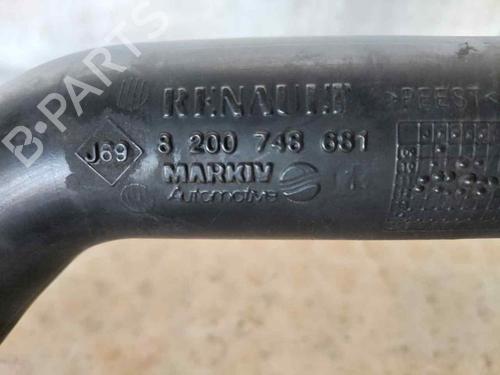 B-PARTS
RENAULT
>PEEST<
J69
8 200 748 681
MARKIV
Automotive